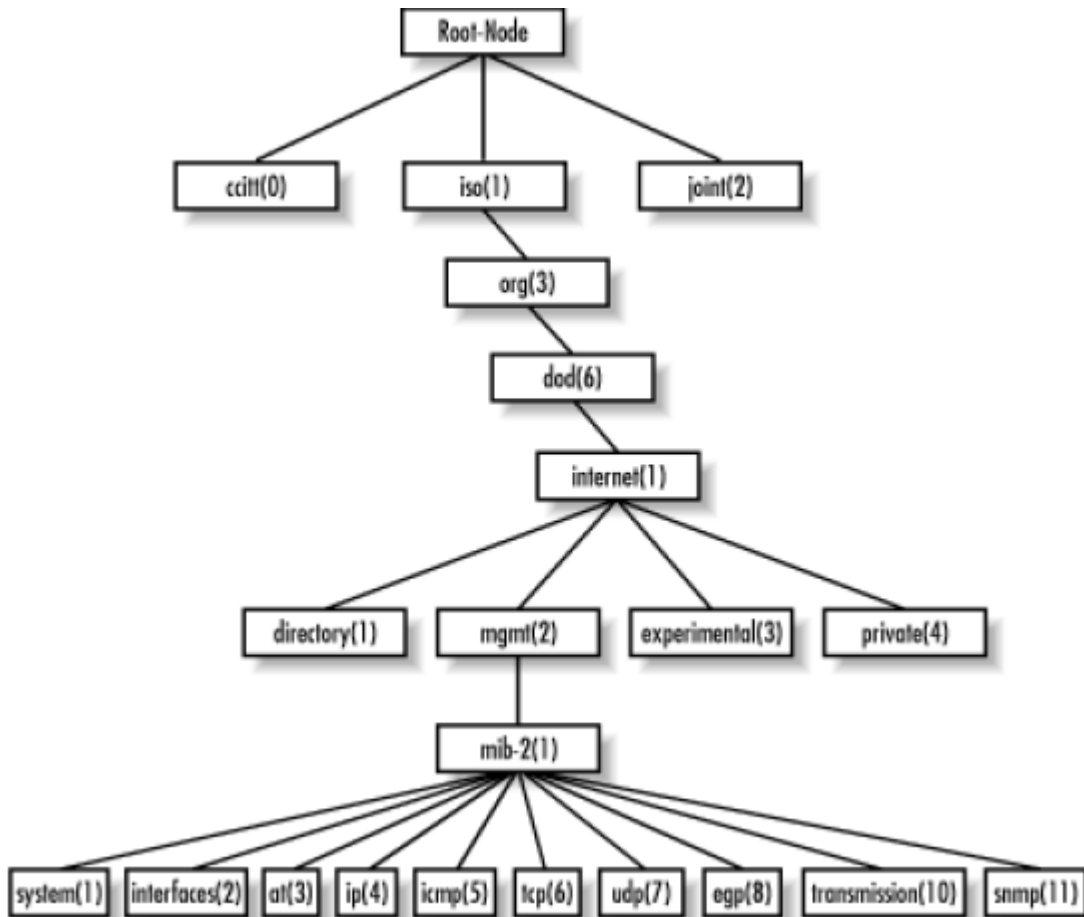 Root-Node
ccitt(0) iso(1) joint(2)
org(3)
dod(6)
internet(1)
directory(1) mgmt(2) experimental(3) private(4)
mib-2(1)
system(1) interfaces(2) at(3) ip(4) icmp(5) tcp(6) udp(7) egp(8) transmission(10) snmp(11)